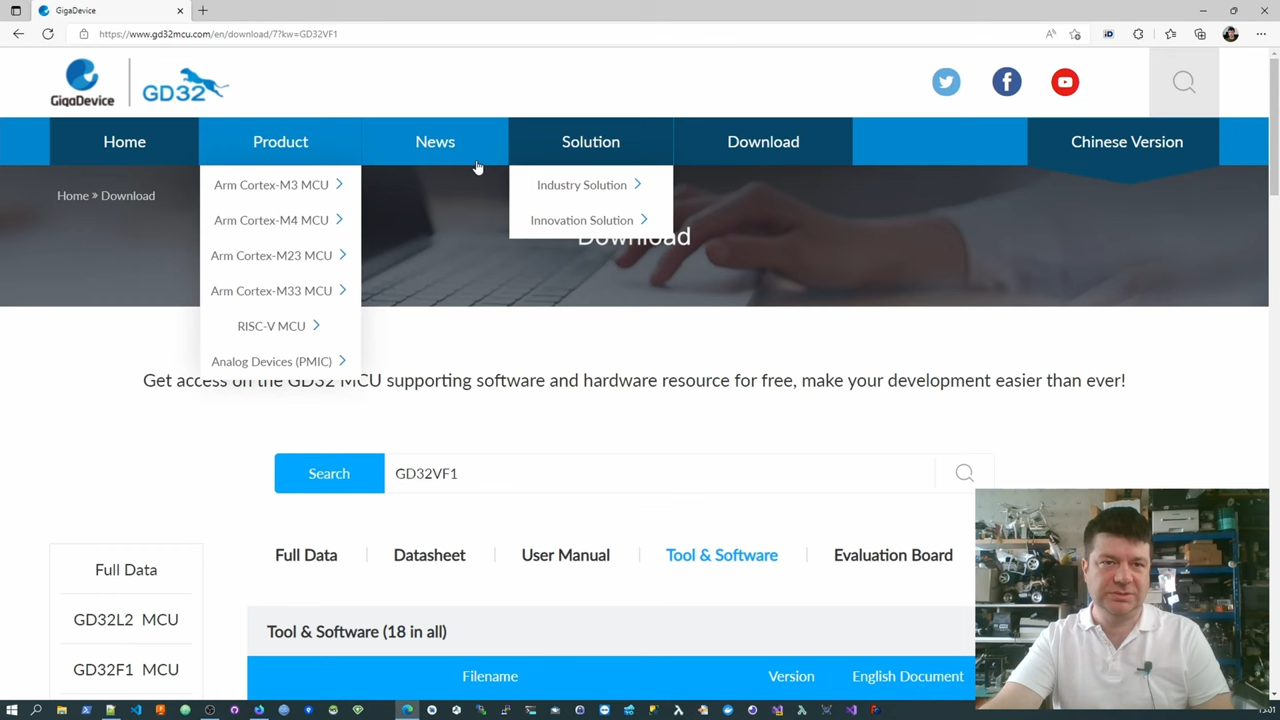 GigaDevice
https://www.gd32mcu.com/en/download/7?kw=GD32VF1
GigaDevice
GD32
Home
Product
News
Solution
Download
Chinese Version
Arm Cortex-M3 MCU
Arm Cortex-M4 MCU
Arm Cortex-M23 MCU
Arm Cortex-M33 MCU
RISC-V MCU
Analog Devices (PMIC)
Industry Solution
Innovation Solution
Home » Download
Download
Get access on the GD32 MCU supporting software and hardware resource for free, make your development easier than ever!
Search
GD32VF1
Full Data
Datasheet
User Manual
Tool & Software
Evaluation Board
Full Data
GD32L2 MCU
GD32F1 MCU
Tool & Software (18 in all)
Filename
Version
English Document